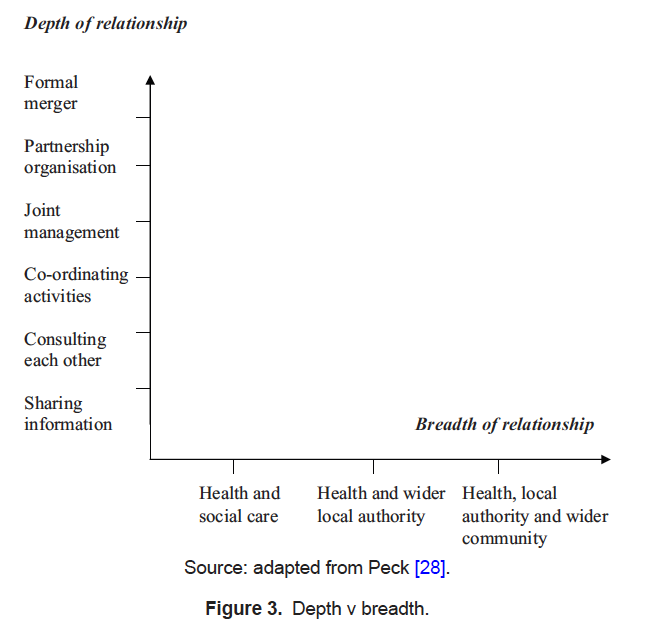 Depth of relationship
Formal
merger
Partnership
organisation
Joint
management
Co-ordinating
activities
Consulting
each other
Sharing
information
Breadth of relationship
Health and
social care
Health and wider
local authority
Health, local
authority and wider
community
Source: adapted from Peck [28].
Figure 3. Depth v breadth.